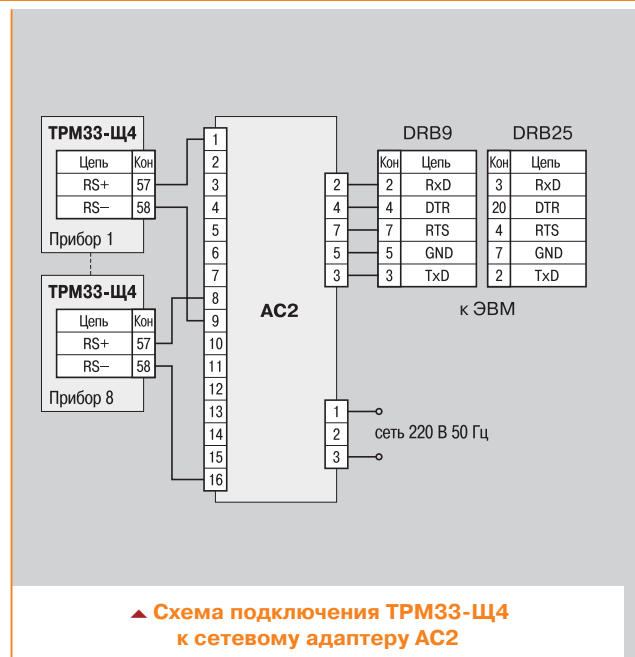 ТРМ33-Щ4
Цепь Кон
RS+ 57
RS− 58
Прибор 1
ТРМ33-Щ4
Цепь Кон
RS+ 57
RS− 58
Прибор 8
1
2
3
4
5
6
7
8
9
10
11
12
13
14
15
16
АС2
2
4
7
5
3
1
2
3
DRB9
Кон Цепь
2 RxD
4 DTR
7 RTS
5 GND
3 TxD
DRB25
Кон Цепь
3 RxD
20 DTR
4 RTS
7 GND
2 TxD
к ЭВМ
сеть 220 В 50 Гц
Схема подключения ТРМ33-Щ4
к сетевому адаптеру АС2